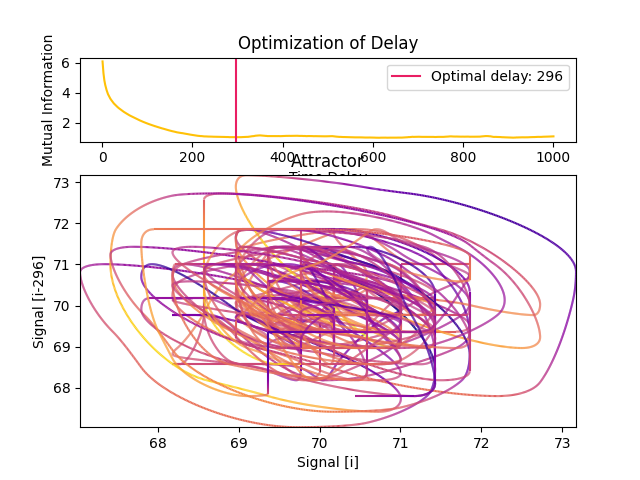 Optimization of Delay
Mutual Information
6
4
2
Optimal delay: 296
0 200 400 600 800 1000
Time Delay
Attractor
Signal [i-296]
73
72
71
70
69
68
68 69 70 71 72 73
Signal [i]